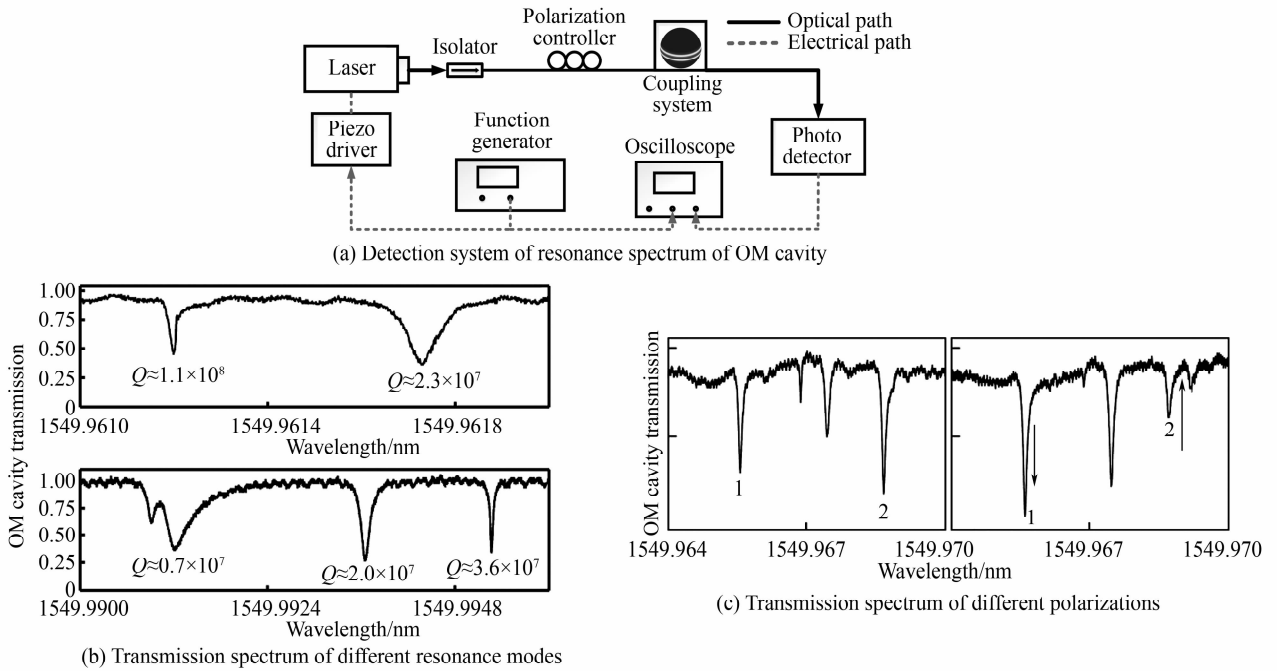 Polarization
controller
Optical path
Electrical path
Isolator
Laser
Coupling
system
Piezo
driver
Function
generator
Oscilloscope
Photo
detector
(a) Detection system of resonance spectrum of OM cavity
OM cavity transmission
1.00
0.75
0.50
0.25
0
Q≈1.1×10⁸
Q≈2.3×10⁷
1549.9610
1549.9614
1549.9618
Wavelength/nm
1.00
0.75
0.50
0.25
0
Q≈0.7×10⁷
Q≈2.0×10⁷
Q≈3.6×10⁷
1549.9900
1549.9924
1549.9948
Wavelength/nm
(b) Transmission spectrum of different resonance modes
OM cavity transmission
1
2
1
2
1549.964
1549.967
1549.970
1549.967
1549.970
Wavelength/nm
(c) Transmission spectrum of different polarizations